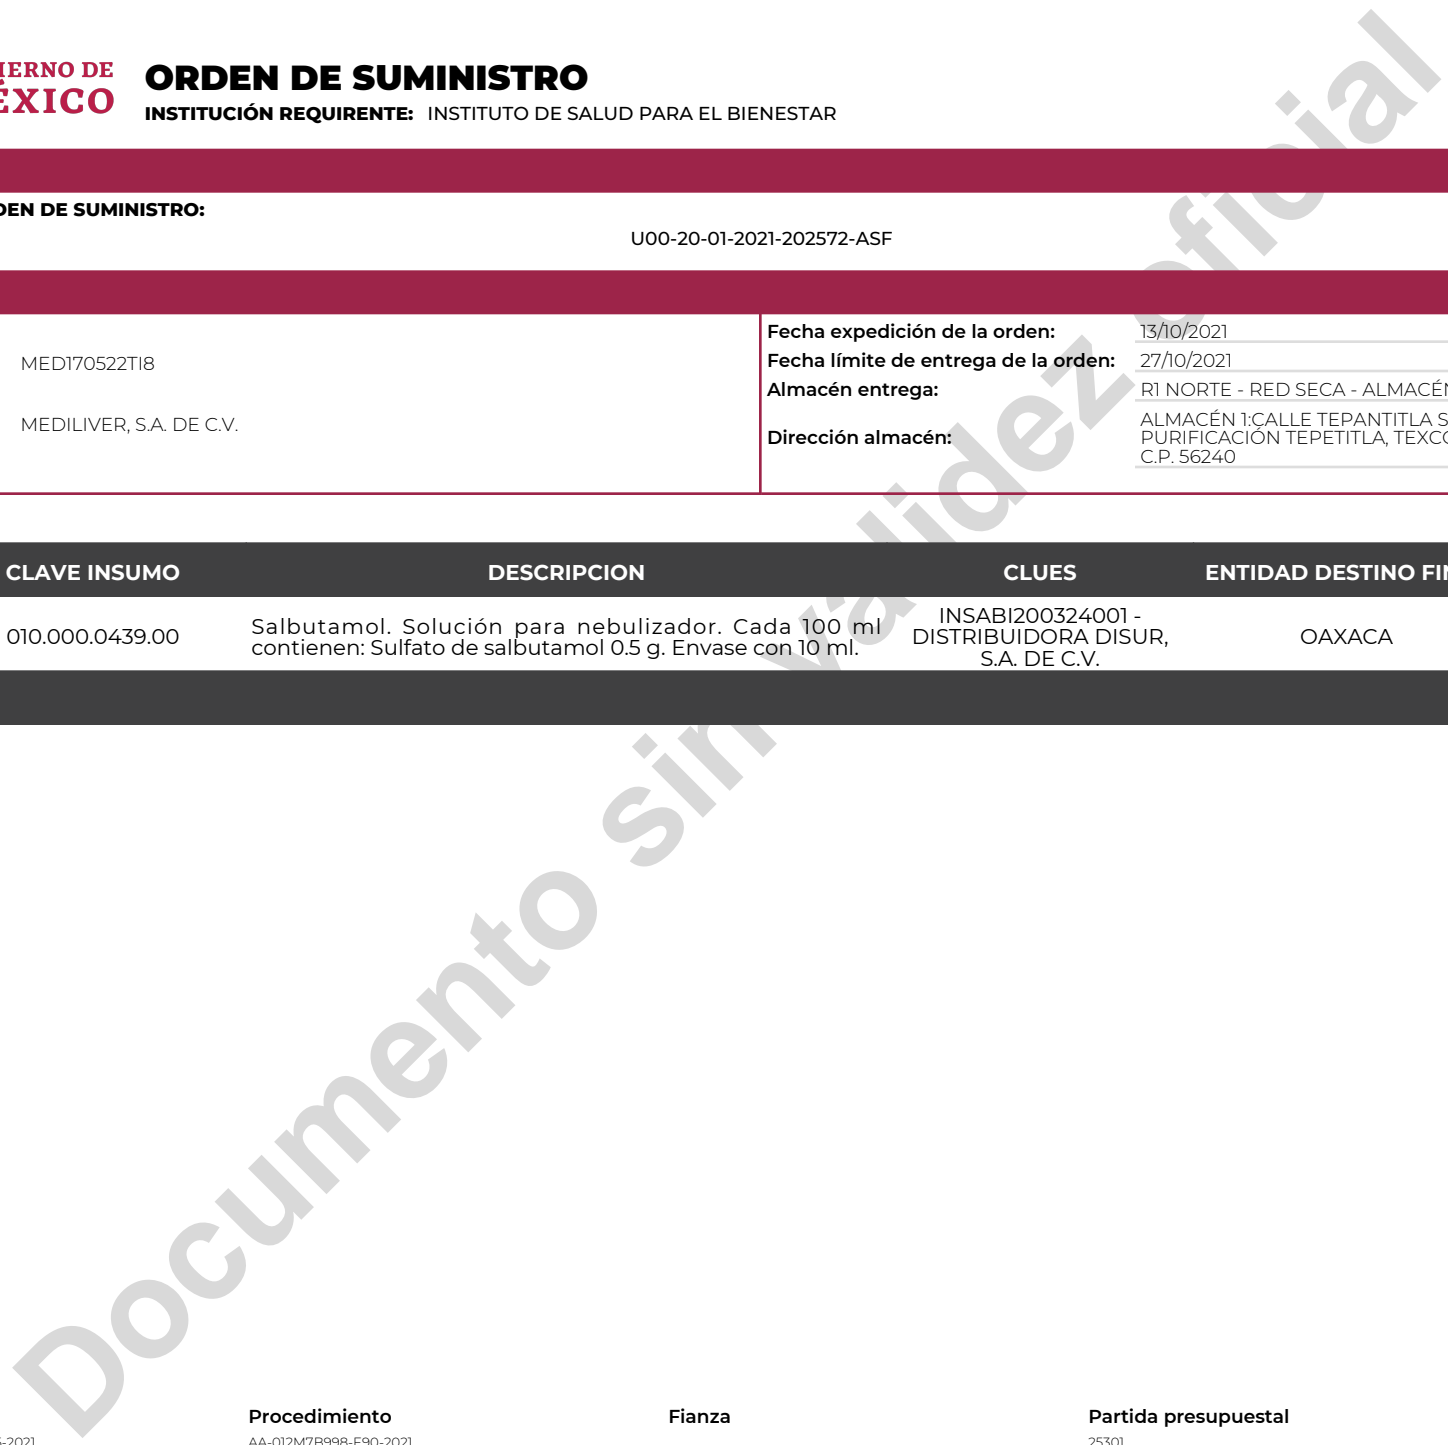 ORDEN DE SUMINISTRO
INSTITUCIÓN REQUIRENTE: INSTITUTO DE SALUD PARA EL BIENESTAR
DE
XICO
DE SUMINISTRO:
U00-20-01-2021-202572-ASF
MED170522TI8
MEDILIVER, S.A. DE C.V.
Fecha expedición de la orden: 13/10/2021
Fecha límite de entrega de la orden: 27/10/2021
Almacén entrega: R1 NORTE - RED SECA - ALMACÉN
Dirección almacén:
ALMACÉN 1:CALLE TEPANTITLA S
PURIFICACIÓN TEPETITLA,
C.P. 56240
CLAVE INSUMO DESCRIPCION CLUES ENTIDAD DESTINO
010.000.0439.00
Salbutamol. Solución para nebulizador. Cada 100 ml
contienen: Sulfato de salbutamol 0.5 g. Envase con 10 ml.
INSABI200324001 -
DISTRIBUIDORA DISUR,
S.A. DE C.V.
OAXACA
Documento sin validez oficial
Procedimiento Fianza Partida presupuestal
-2021 AA-012M7B998-E90-2021 25301